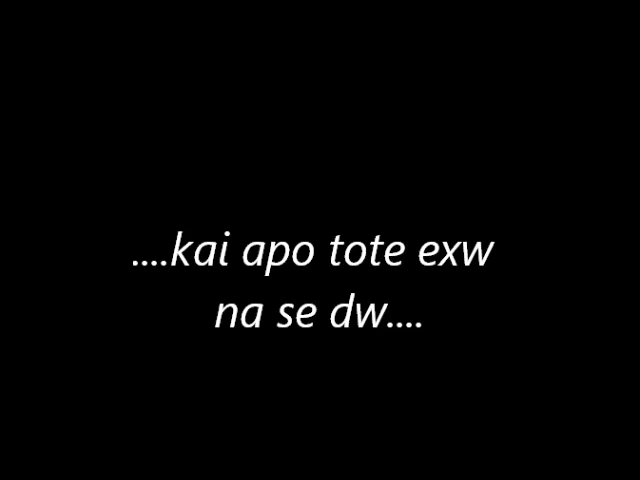 ....kai apo tote exw
na se dw....